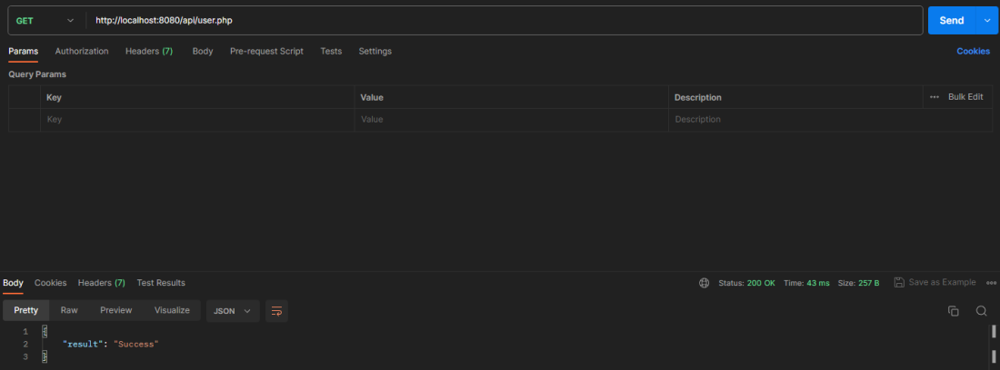 GET http://localhost:8080/api/user.php Send
Params Authorization Headers (7) Body Pre-request Script Tests Settings Cookies
Query Params
Key Value Description ••• Bulk Edit
Key Value Description
Body Cookies Headers (7) Test Results Status: 200 OK Time: 43 ms Size: 257 B Save as Example •••
Pretty Raw Preview Visualize JSON
1 {
2 "result": "Success"
3 }